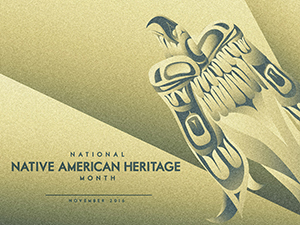 NATIONAL
NATIVE AMERICAN HERITAGE
MONTH
NOVEMBER 2016